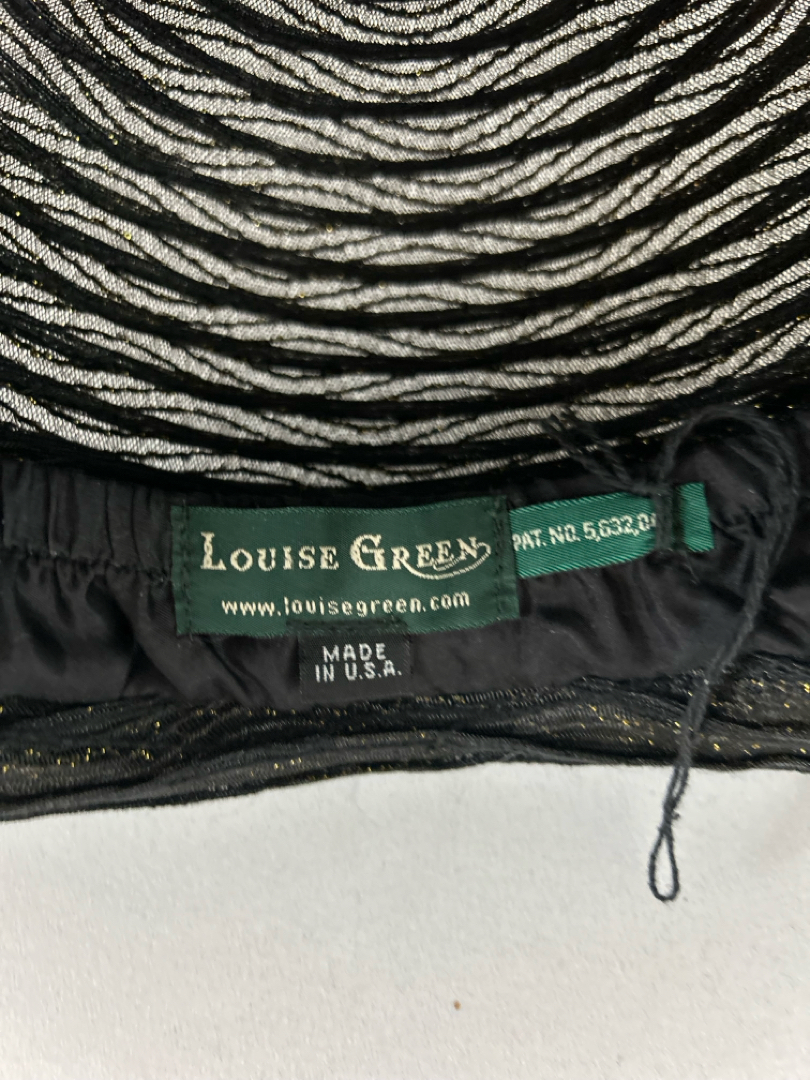 LOUISE GREEN
www.louisegreen.com
PAT. NO. 5,632,0
MADE
IN U.S.A.